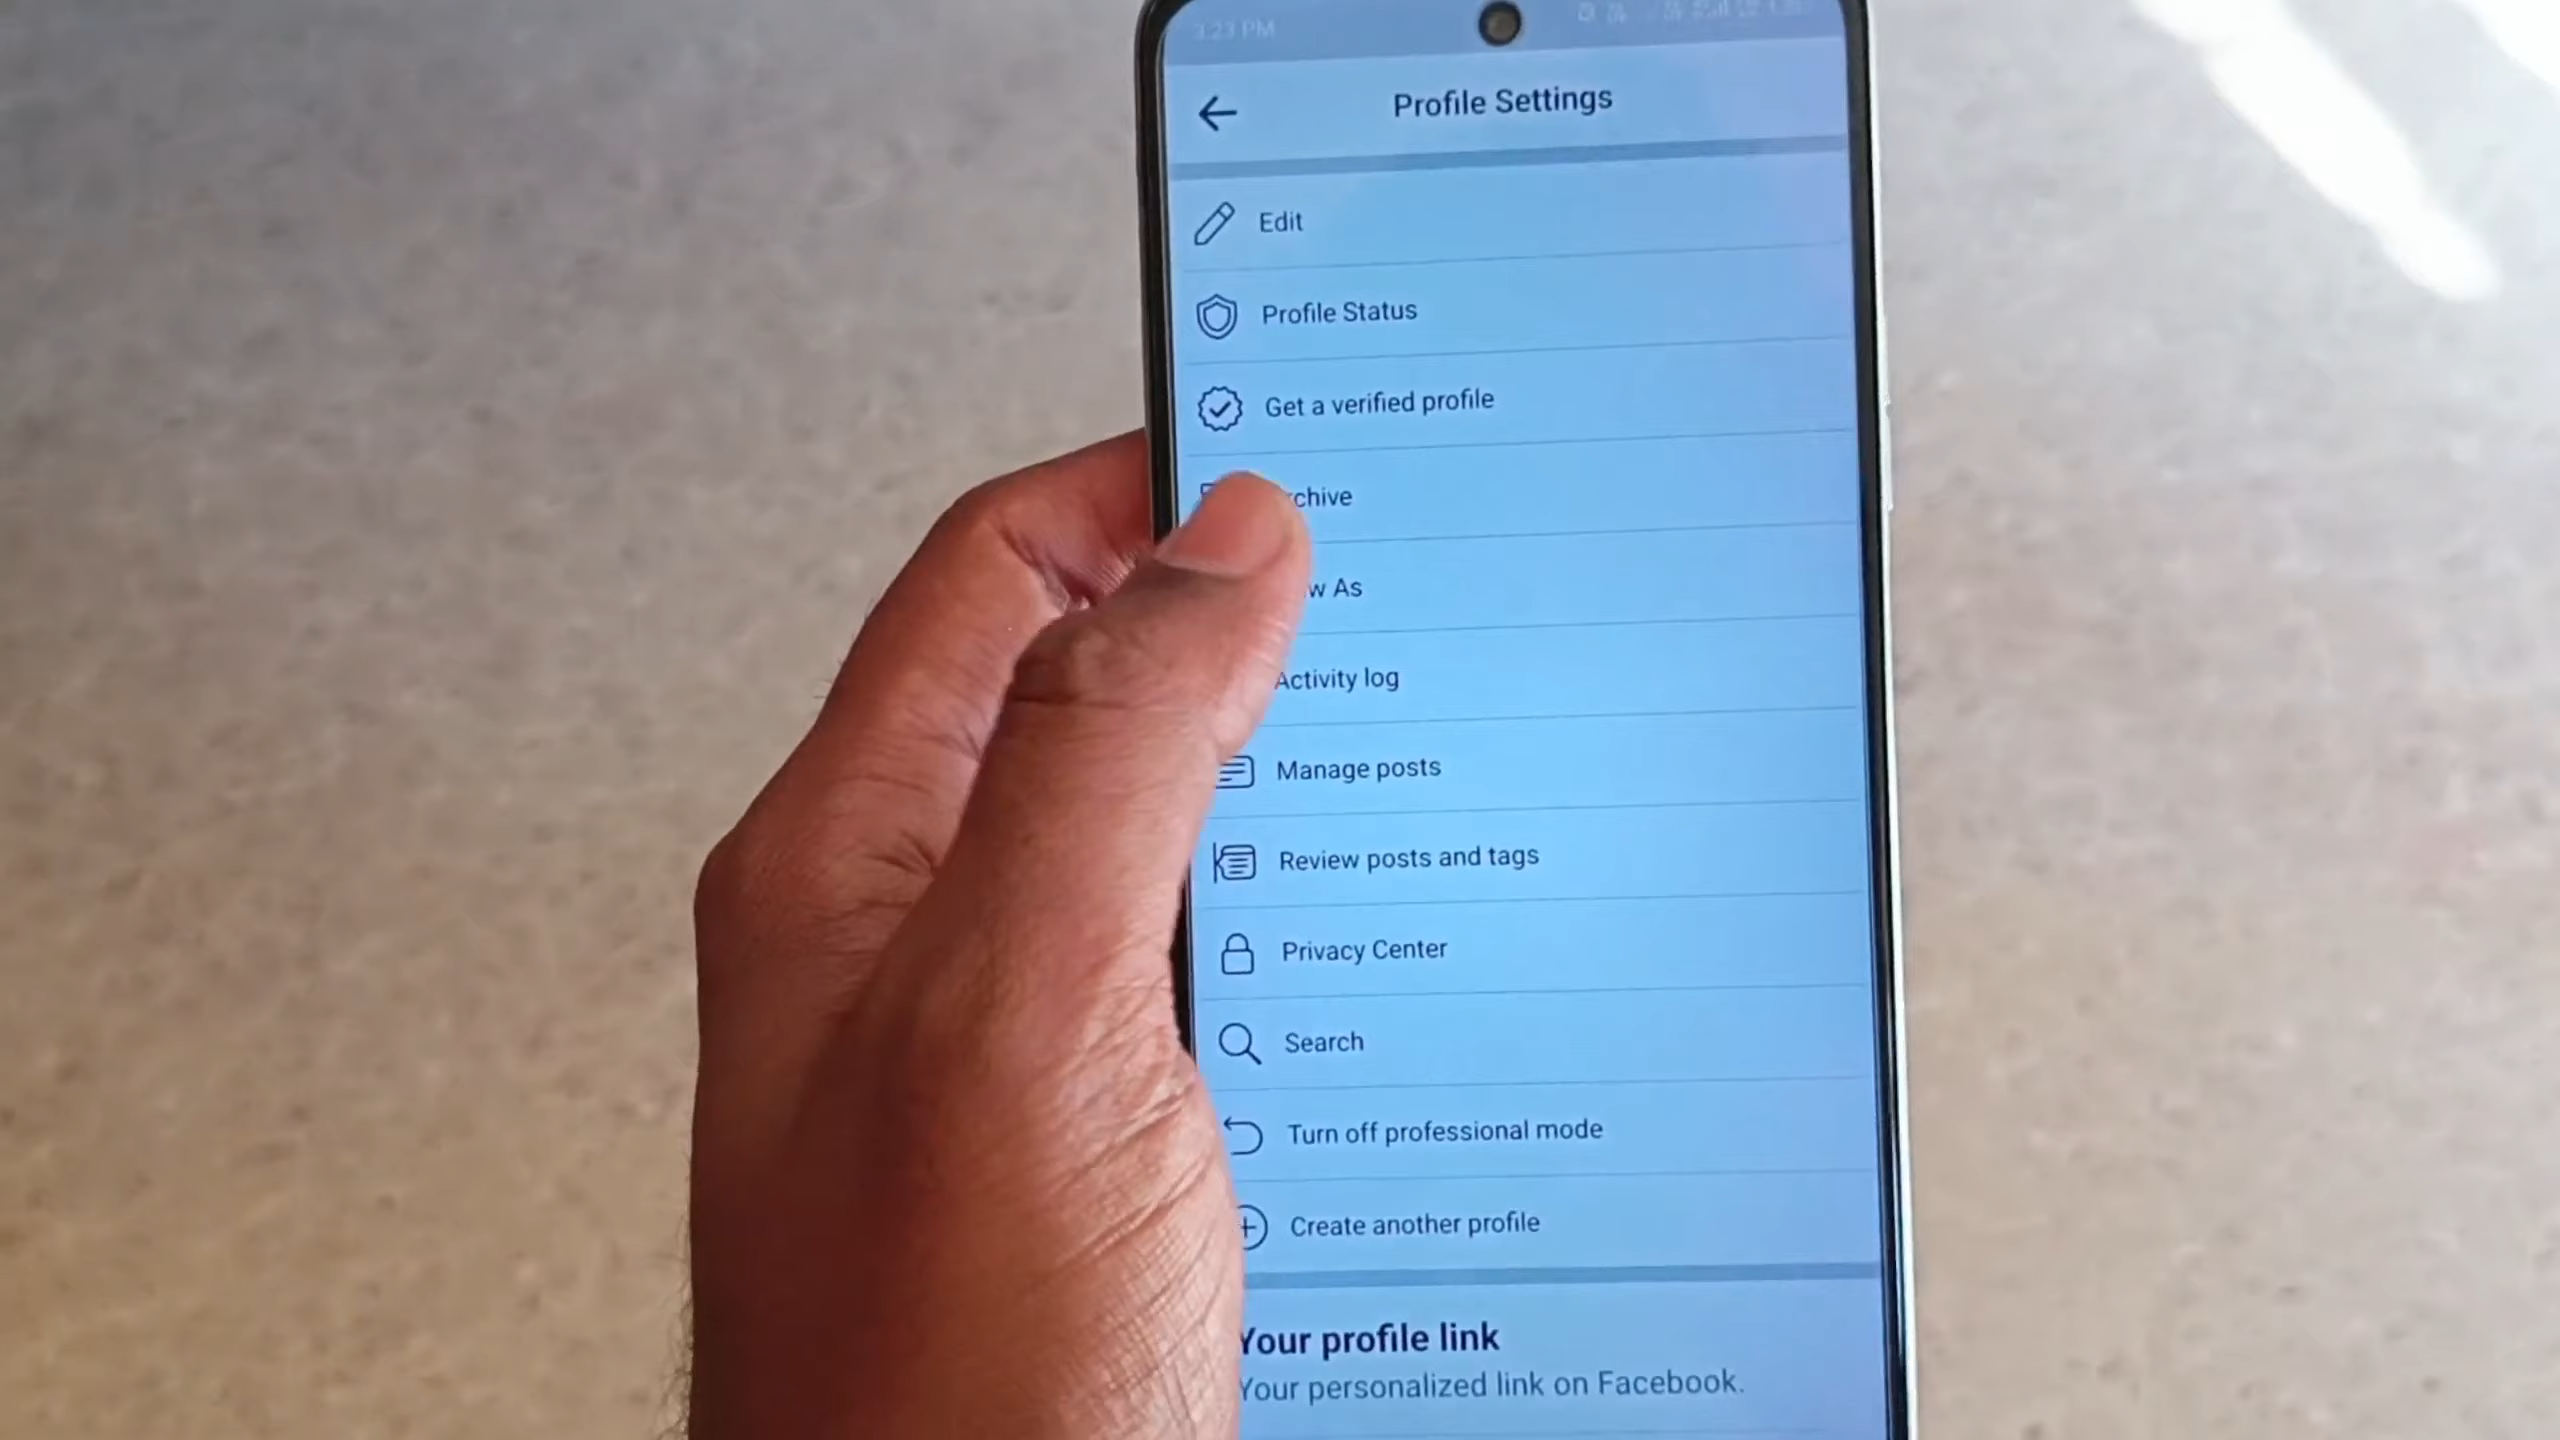 3:23 PM
Profile Settings
Edit
Profile Status
Get a verified profile
chive
w As
Activity log
Manage posts
Review posts and tags
Privacy Center
Search
Turn off professional mode
Create another profile
Your profile link
Your personalized link on Facebook.